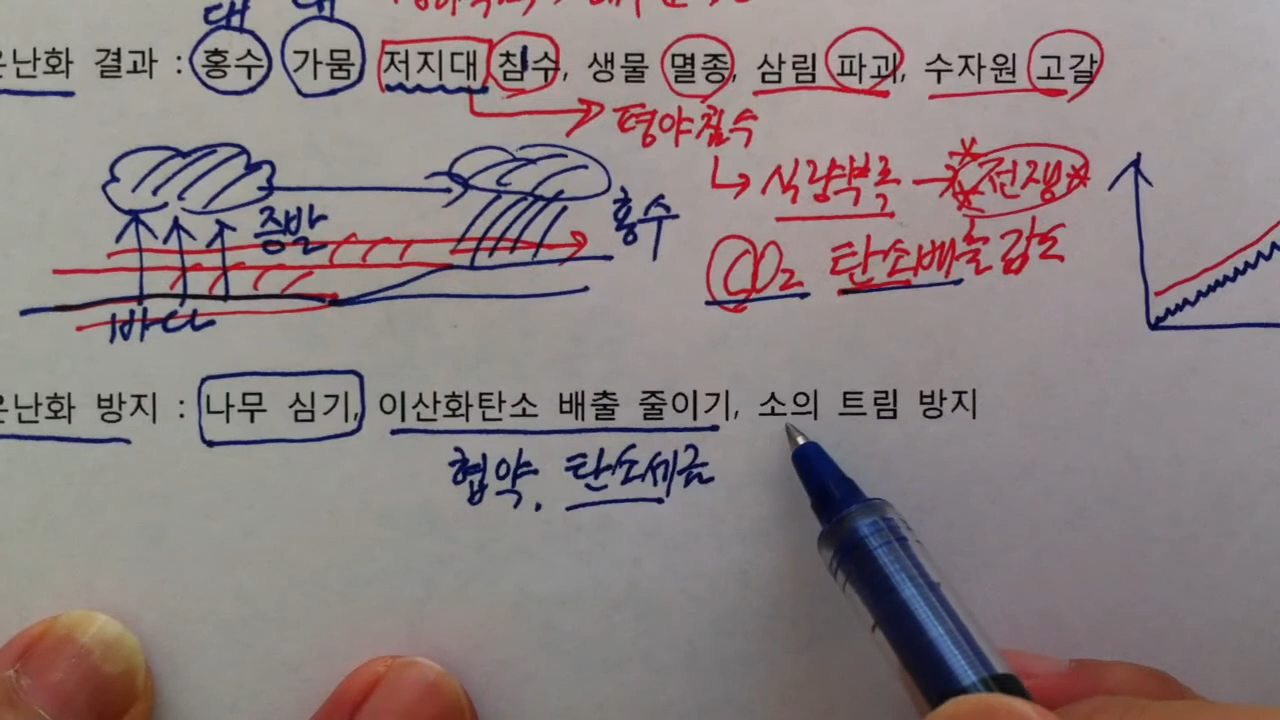 대 대
온난화 결과 : 홍수 가뭄 저지대 침수, 생물 멸종, 삼림 파괴, 수자원 고갈
평야침수
식량부족 전쟁
증발
홍수
CO₂ 탄소배출감소
바다
온난화 방지 : 나무 심기, 이산화탄소 배출 줄이기, 소의 트림 방지
협약, 탄소세금